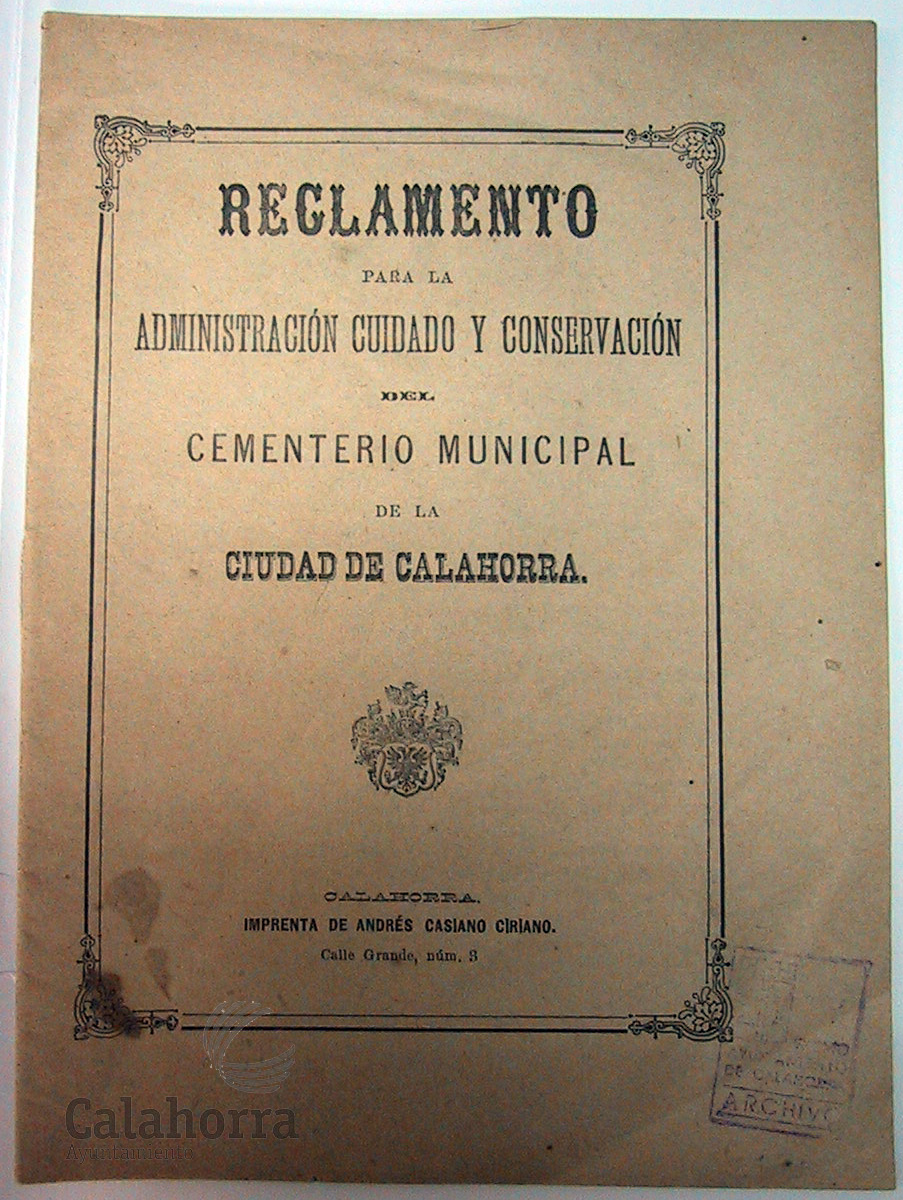 REGLAMENTO
PARA LA
ADMINISTRACIÓN CUIDADO Y CONSERVACIÓN
DEL
CEMENTERIO MUNICIPAL
DE LA
CIUDAD DE CALAHORRA.
CALAHORRA.
IMPRENTA DE ANDRÉS CASIANO CIRIANO.
Calle Grande, núm. 3
AYUNTAMIENTO
DE CALAHORRA
ARCHIVO
Calahorra
Ayuntamiento